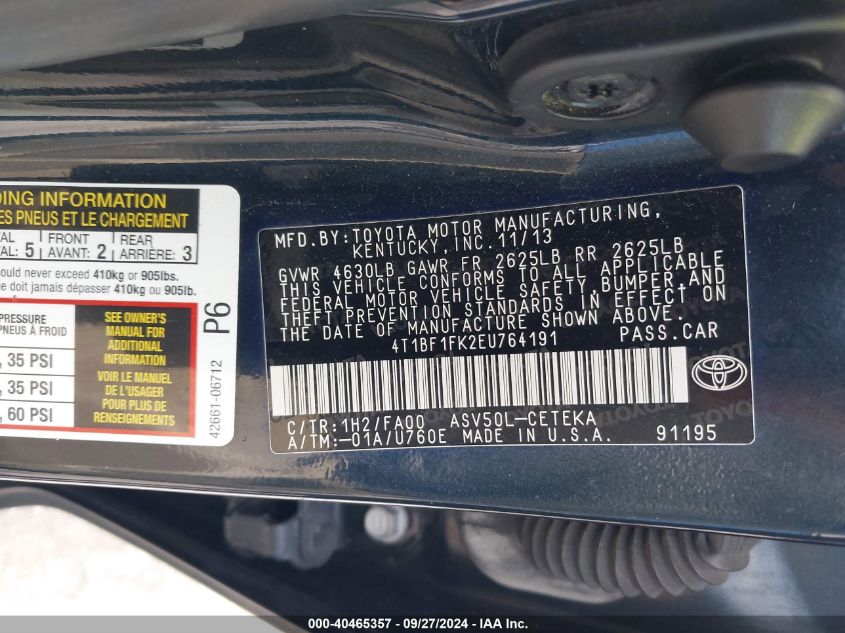 DING INFORMATION
ES PNEUS ET LE CHARGEMENT
AL FRONT REAR
AL: 5 AVANT: 2 ARRIÈRE: 3
ould never exceed 410kg or 905lbs.
e doit jamais dépasser 410kg ou 905lb.
PRESSURE
PNEUS À FROID
, 35 PSI
, 35 PSI
, 60 PSI
SEE OWNER'S
MANUAL FOR
ADDITIONAL
INFORMATION
VOIR LE MANUEL
DE L'USAGER
POUR PLUS DE
RENSEIGNEMENTS
P6
42661-06712
MFD.BY:TOYOTA MOTOR MANUFACTURING,
KENTUCKY,INC.11/13
GVWR 4630LB GAWR FR 2625LB RR 2625LB
THIS VEHICLE CONFORMS TO ALL APPLICABLE
FEDERAL MOTOR VEHICLE SAFETY,BUMPER,AND
THEFT PREVENTION STANDARDS IN EFFECT ON
THE DATE OF MANUFACTURE SHOWN ABOVE.
4T1BF1FK2EU764191 PASS.CAR
C/TR:1H2/FA00 ASV50L-CETEKA
A/TM:-01A/U760E MADE IN U.S.A. 91195
TOYOTA
000-40465357 - 09/27/2024 - IAA Inc.